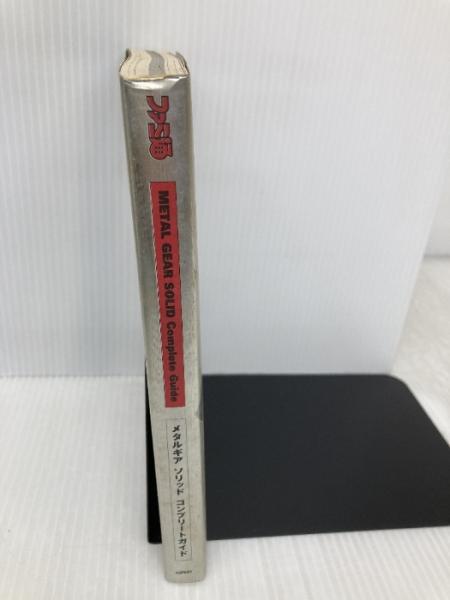 ファミ通
METAL GEAR SOLID Complete Guide
メタルギア ソリッド コンプリートガイド
ASPECT